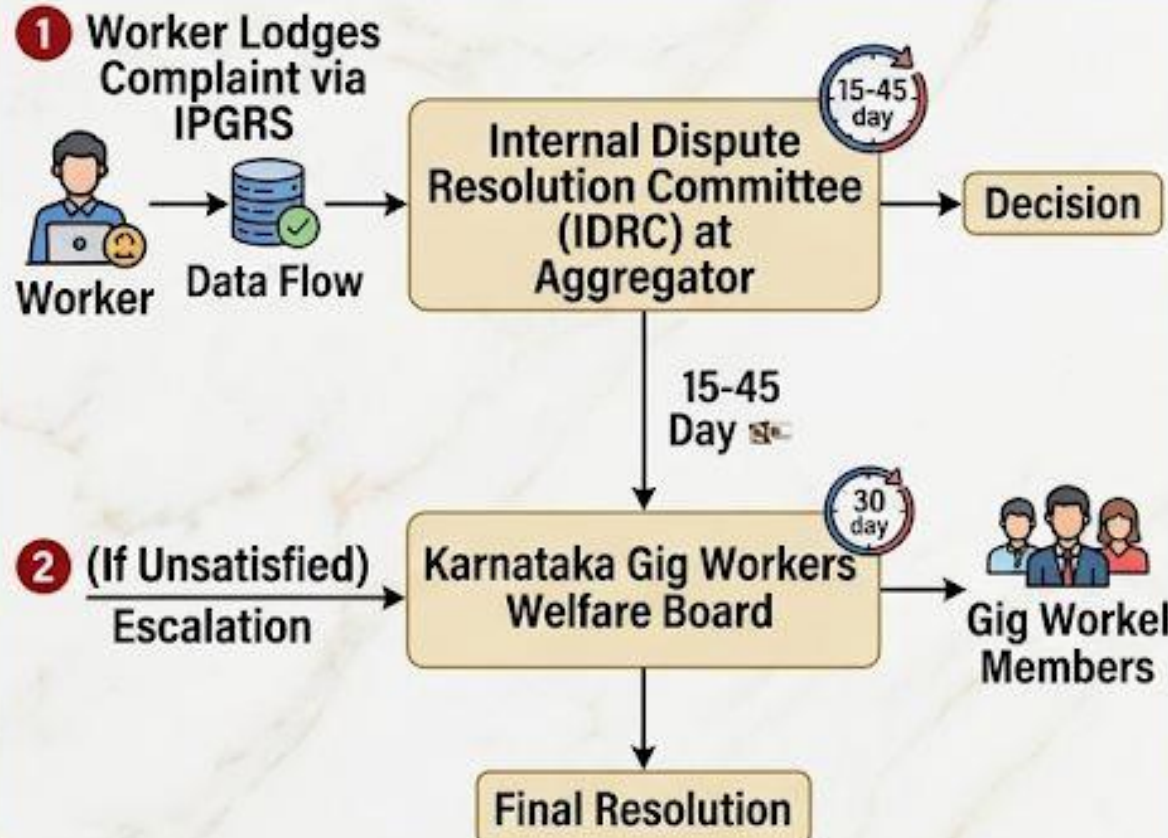 1 Worker Lodges
Complaint via
IPGRS
Worker
Data Flow
Internal Dispute
Resolution Committee
(IDRC) at
Aggregator
15-45
day
Decision
15-45
Day
2 (If Unsatisfied)
Escalation
Karnataka Gig Workers
Welfare Board
30
day
Gig Workel
Members
Final Resolution